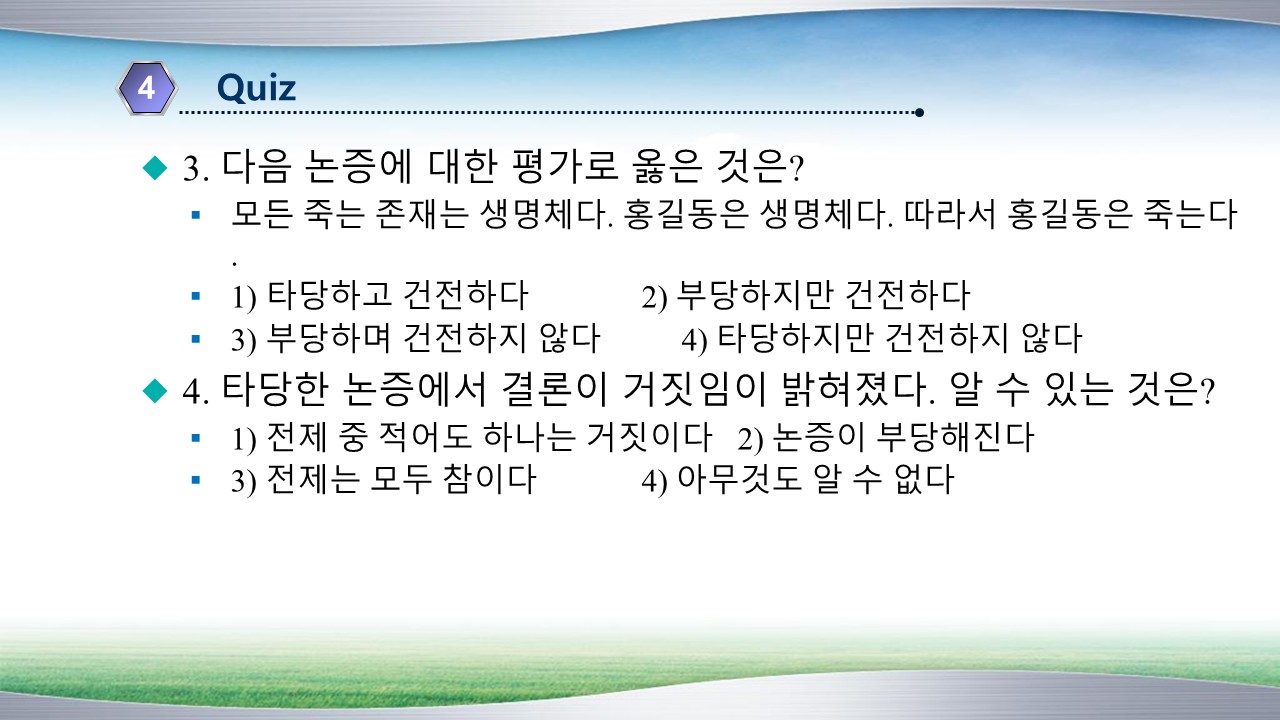 4 Quiz
3. 다음 논증에 대한 평가로 옳은 것은?
모든 죽는 존재는 생명체다. 홍길동은 생명체다. 따라서 홍길동은 죽는다
.
1) 타당하고 건전하다 2) 부당하지만 건전하다
3) 부당하며 건전하지 않다 4) 타당하지만 건전하지 않다
4. 타당한 논증에서 결론이 거짓임이 밝혀졌다. 알 수 있는 것은?
1) 전제 중 적어도 하나는 거짓이다 2) 논증이 부당해진다
3) 전제는 모두 참이다 4) 아무것도 알 수 없다